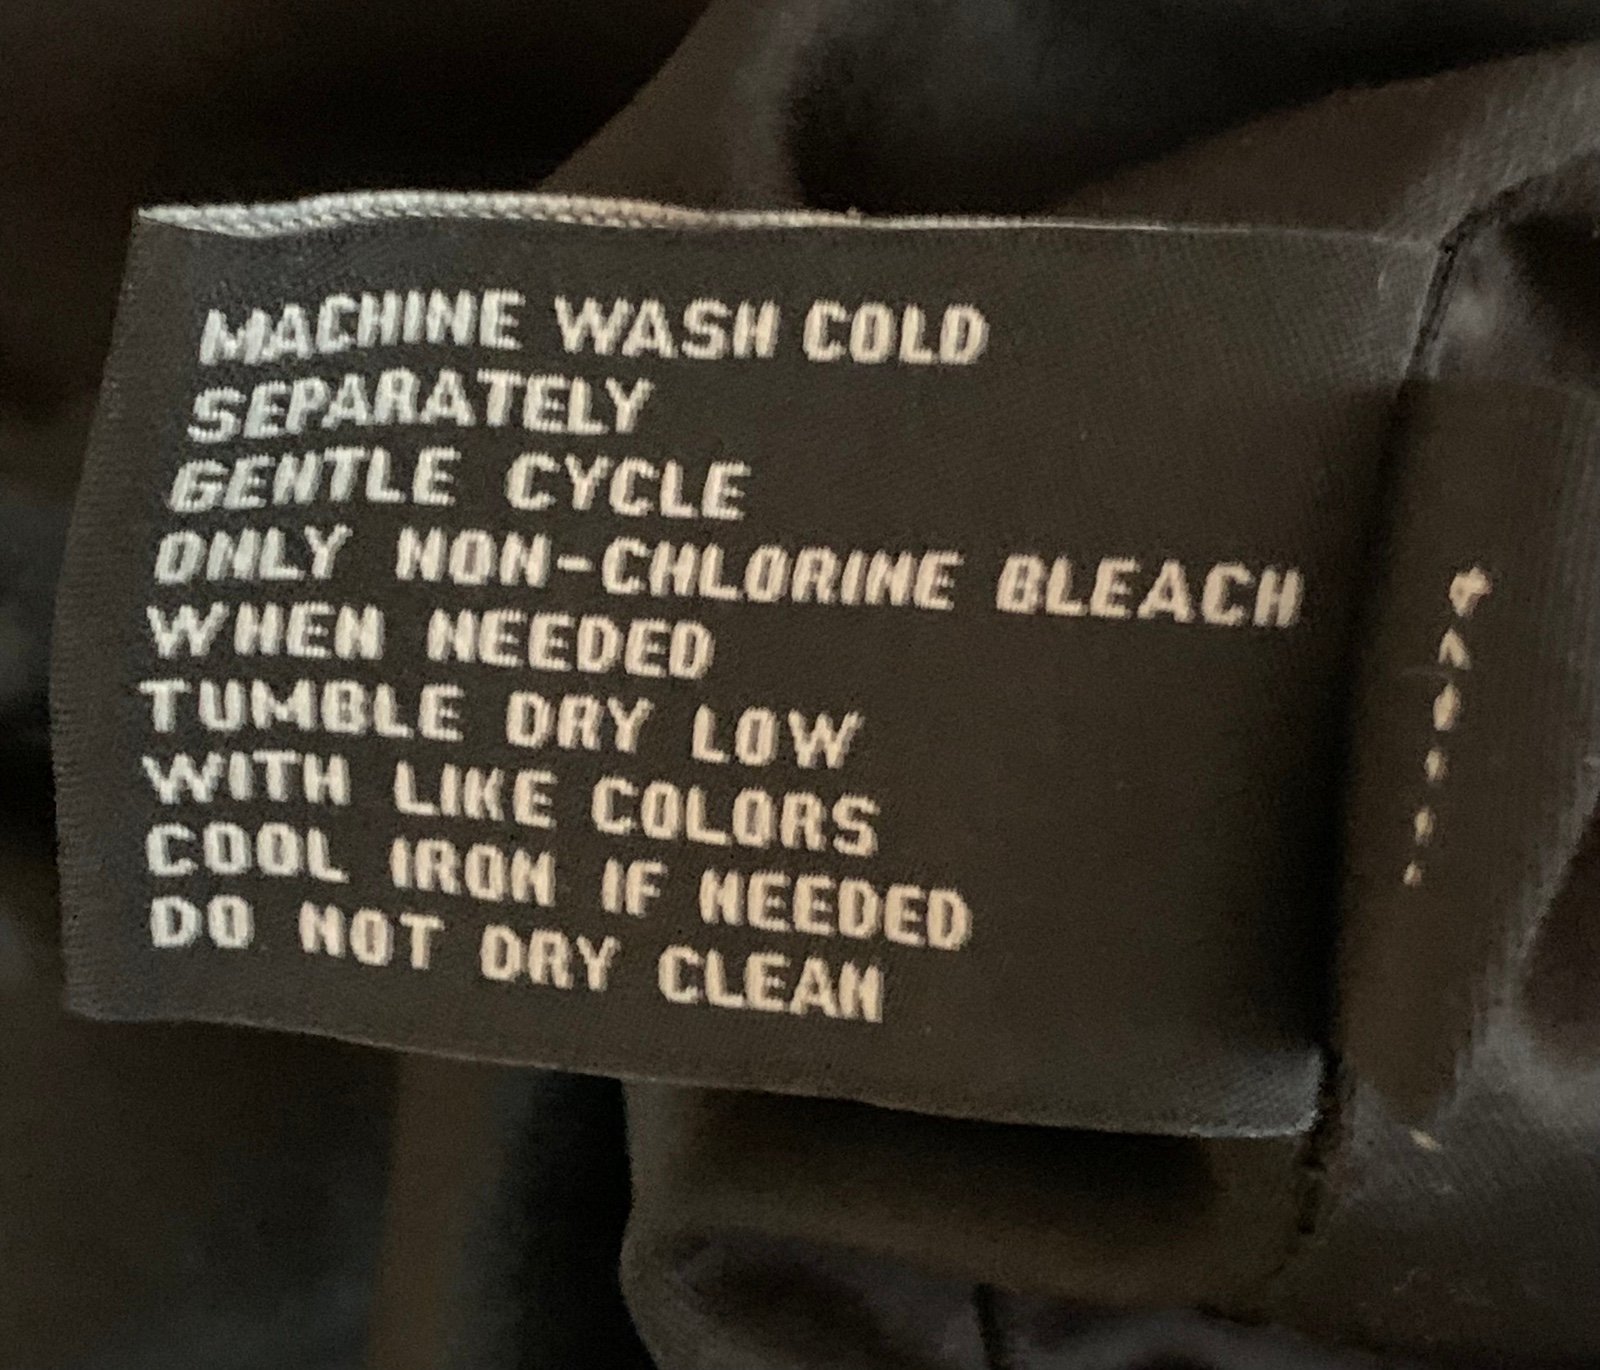 MACHINE WASH COLD
SEPARATELY
GENTLE CYCLE
ONLY NON-CHLORINE BLEACH
WHEN NEEDED
TUMBLE DRY LOW
WITH LIKE COLORS
COOL IRON IF NEEDED
DO NOT DRY CLEAN